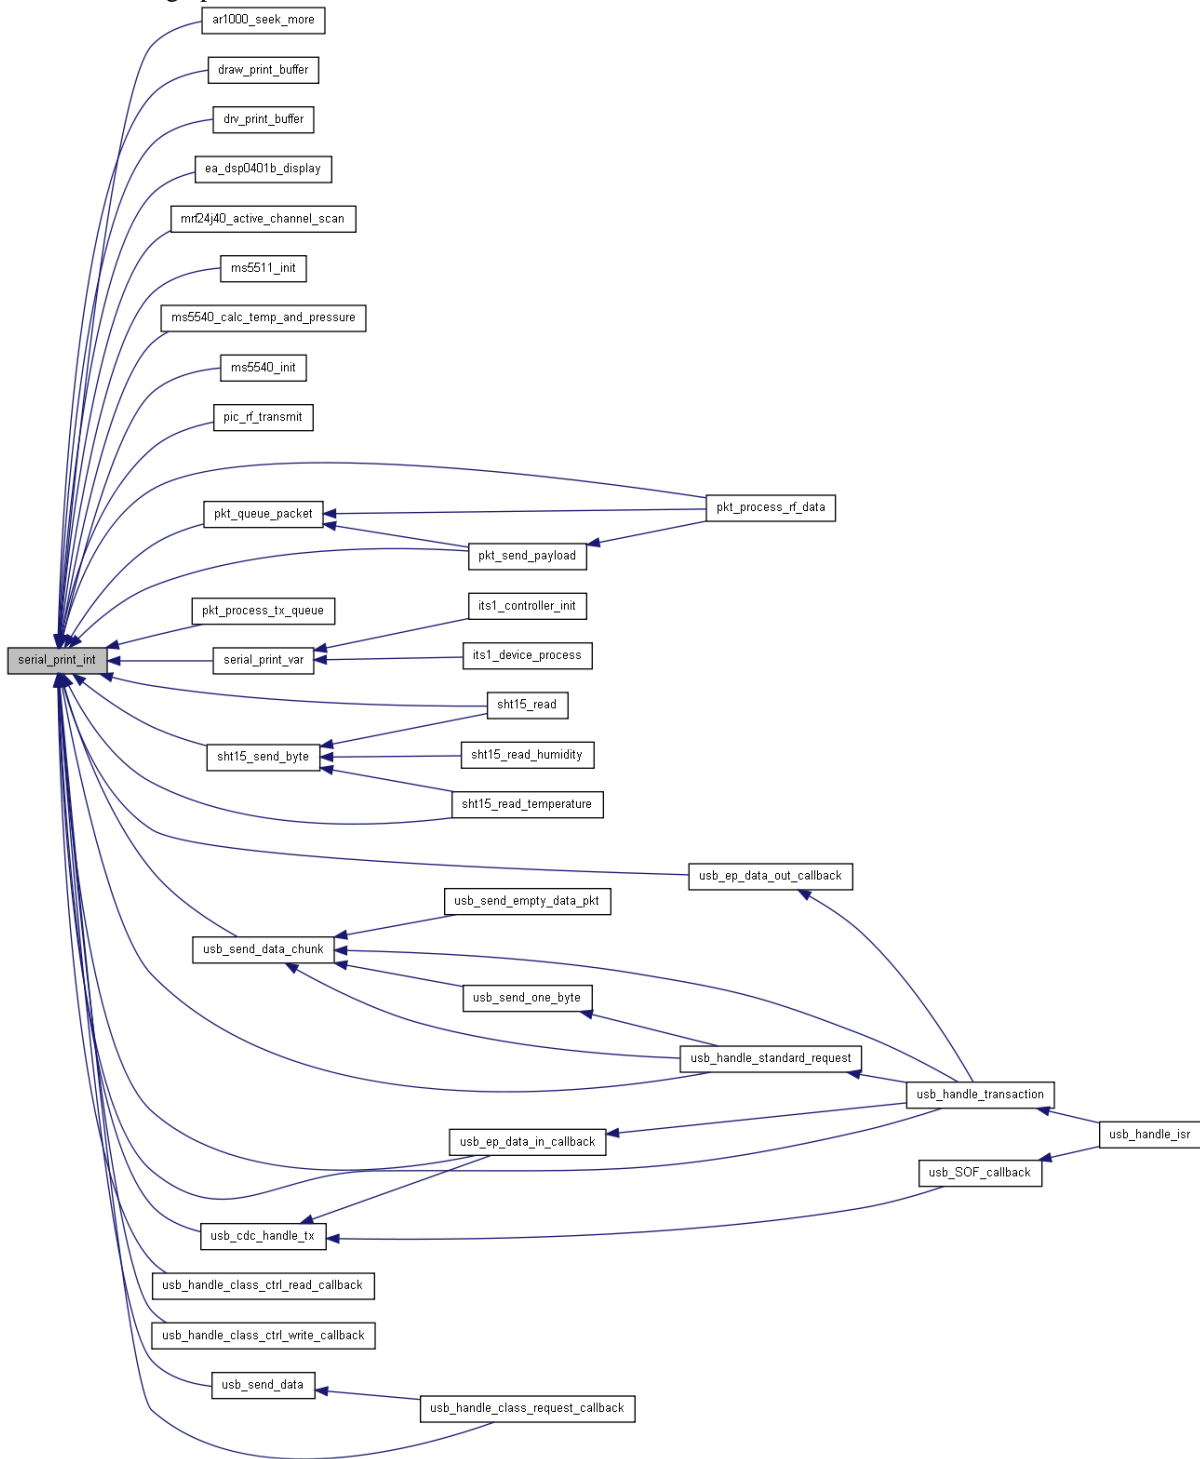 ar1000_seek_more
draw_print_buffer
drv_print_buffer
ea_dsp0401b_display
mrf24j40_active_channel_scan
ms5511_init
ms5540_calc_temp_and_pressure
ms5540_init
pic_rf_transmit
pkt_process_rf_data
pkt_queue_packet
pkt_send_payload
pkt_process_tx_queue
its1_controller_init
serial_print_int
serial_print_var
its1_device_process
sht15_read
sht15_send_byte
sht15_read_humidity
sht15_read_temperature
usb_ep_data_out_callback
usb_send_empty_data_pkt
usb_send_data_chunk
usb_send_one_byte
usb_handle_standard_request
usb_handle_transaction
usb_handle_isr
usb_ep_data_in_callback
usb_SOF_callback
usb_cdc_handle_tx
usb_handle_class_ctrl_read_callback
usb_handle_class_ctrl_write_callback
usb_send_data
usb_handle_class_request_callback